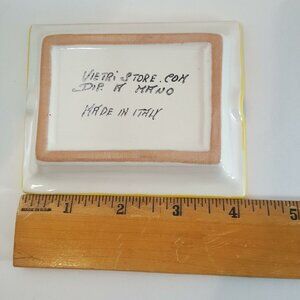 VIETRI-STORE.COM
DIP. A MANO
MADE IN ITALY
1 2 3 4 5